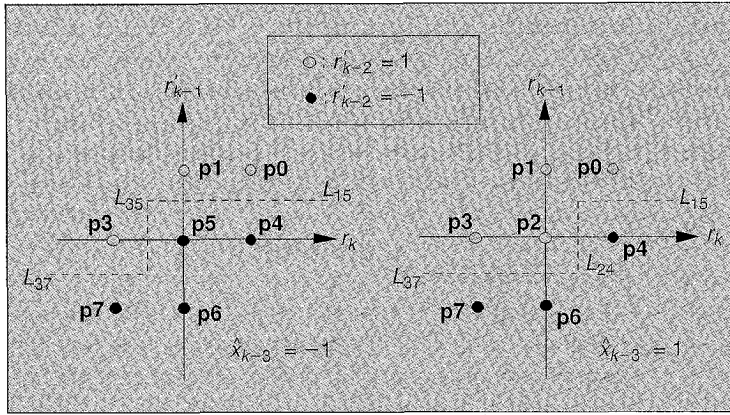 ○ : r'k−2 = 1
● : r'k−2 = −1
r'k−1
p1 p0
L35 L15
p3 p5 p4
rk
L37
p7 p6
x̂k−3 = −1
r'k−1
p1 p0
L15
p3 p2
rk
p4
L37 L24
p7 p6
x̂k−3 = 1